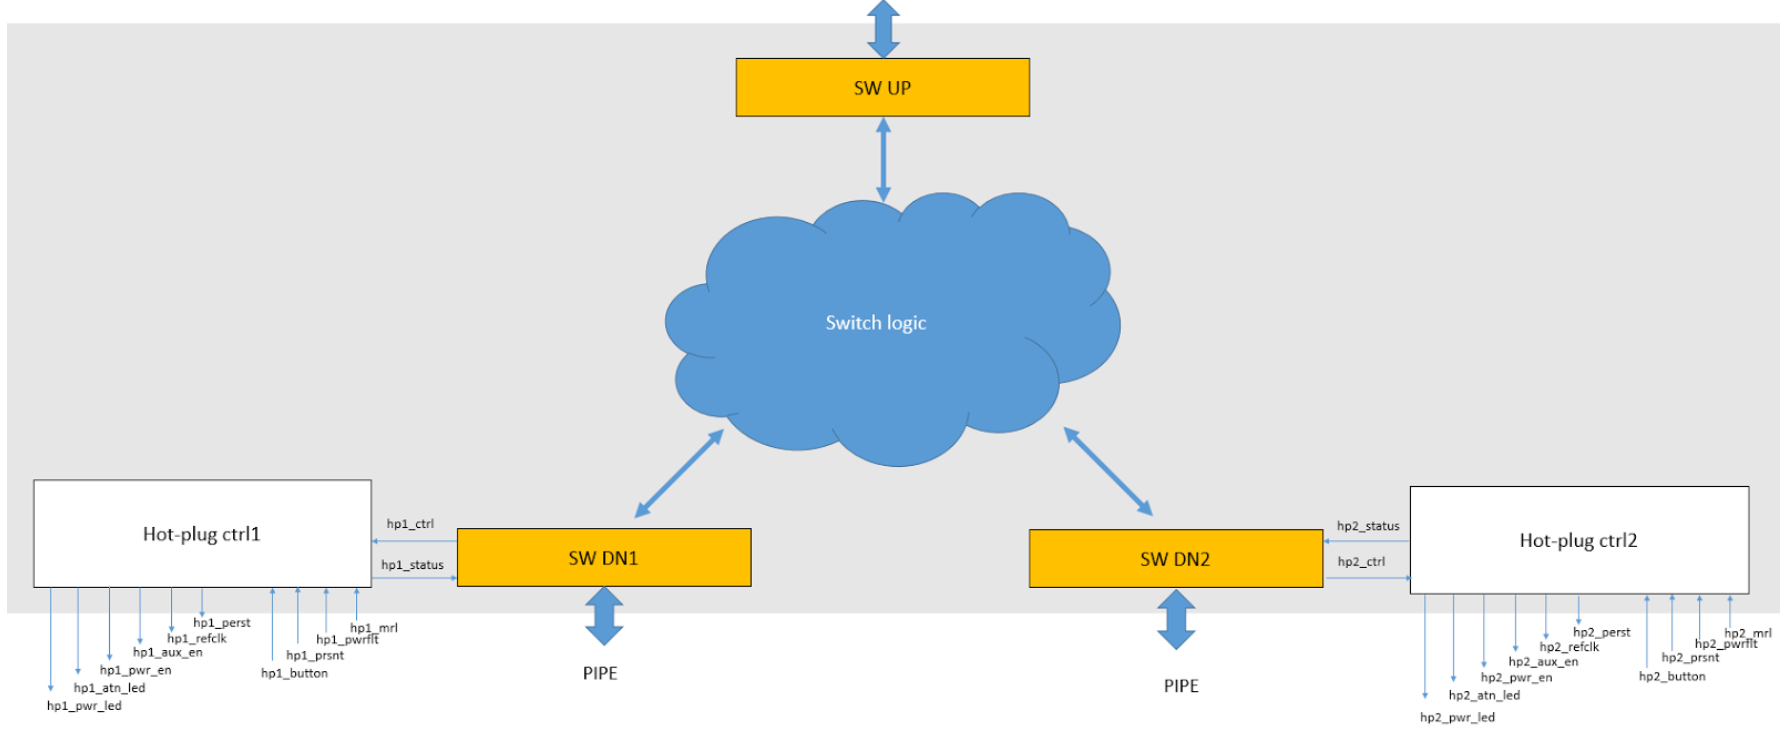 SW UP
Switch logic
Hot-plug ctrl1
hp1_ctrl
hp1_status
SW DN1
SW DN2
hp2_status
hp2_ctrl
Hot-plug ctrl2
hp1_perst
hp1_refclk
hp1_aux_en
hp1_pwr_en
hp1_atn_led
hp1_pwr_led
hp1_mrl
hp1_pwrflt
hp1_prsnt
hp1_button
PIPE
PIPE
hp2_perst
hp2_refclk
hp2_aux_en
hp2_pwr_en
hp2_atn_led
hp2_pwr_led
hp2_mrl
hp2_pwrflt
hp2_prsnt
hp2_button